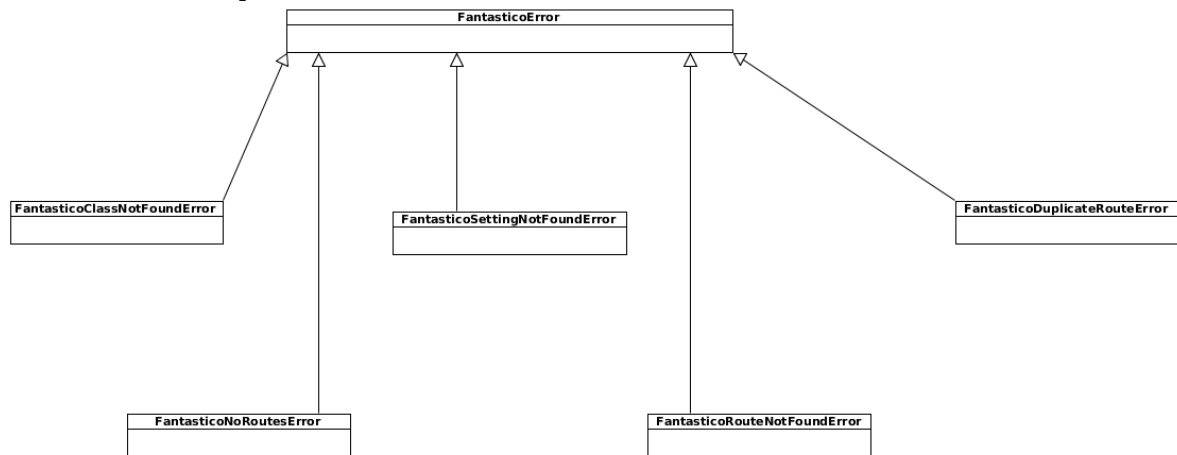 FantasticoError
FantasticoClassNotFoundError
FantasticoSettingNotFoundError
FantasticoDuplicateRouteError
FantasticoNoRoutesError
FantasticoRouteNotFoundError